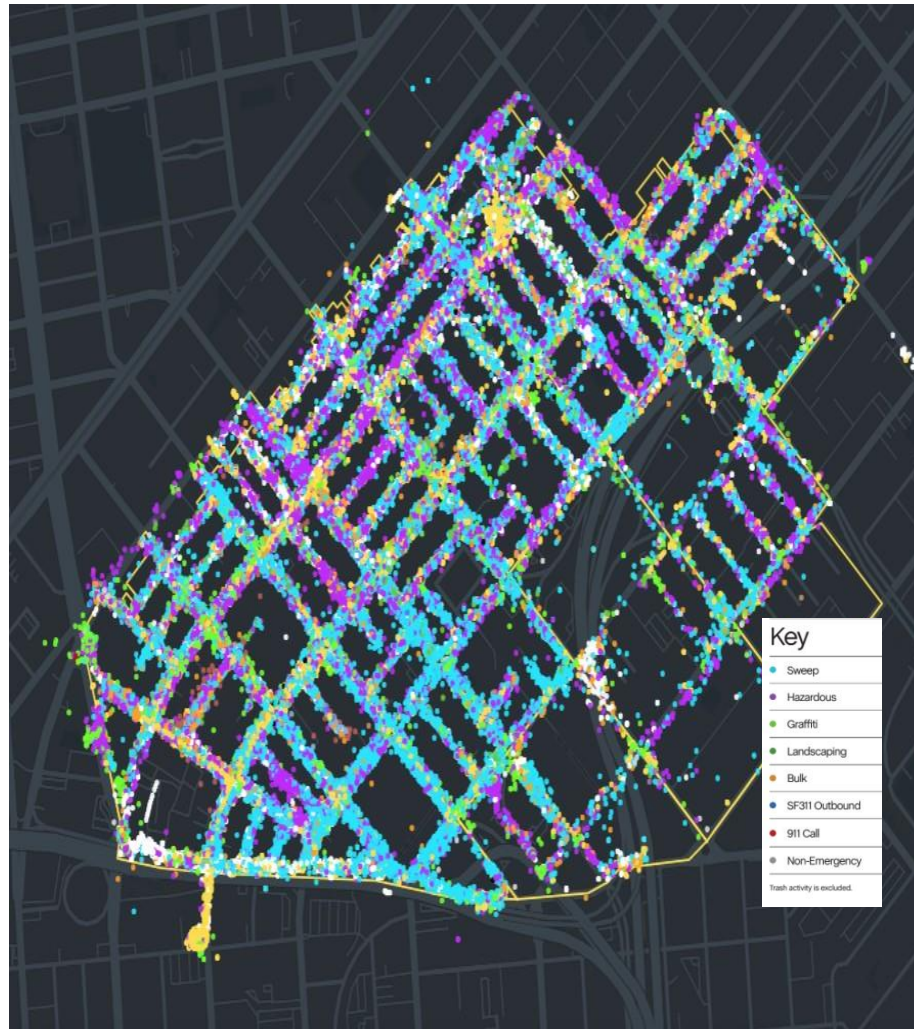 Key
Sweep
Hazardous
Graffiti
Landscaping
Bulk
SF311 Outbound
911 Call
Non-Emergency
Trash activity is excluded.